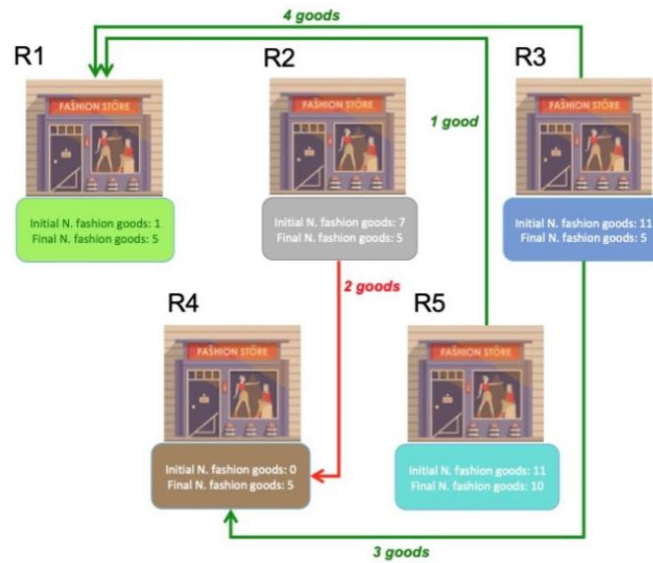 4 goods
R1
R2
R3
FASHION STORE
FASHION STORE
FASHION STORE
1 good
Initial N. fashion goods: 1
Final N. fashion goods: 5
Initial N. fashion goods: 7
Final N. fashion goods: 5
Initial N. fashion goods: 11
Final N. fashion goods: 5
2 goods
R4
R5
FASHION STORE
FASHION STORE
Initial N. fashion goods: 0
Final N. fashion goods: 5
Initial N. fashion goods: 11
Final N. fashion goods: 10
3 goods